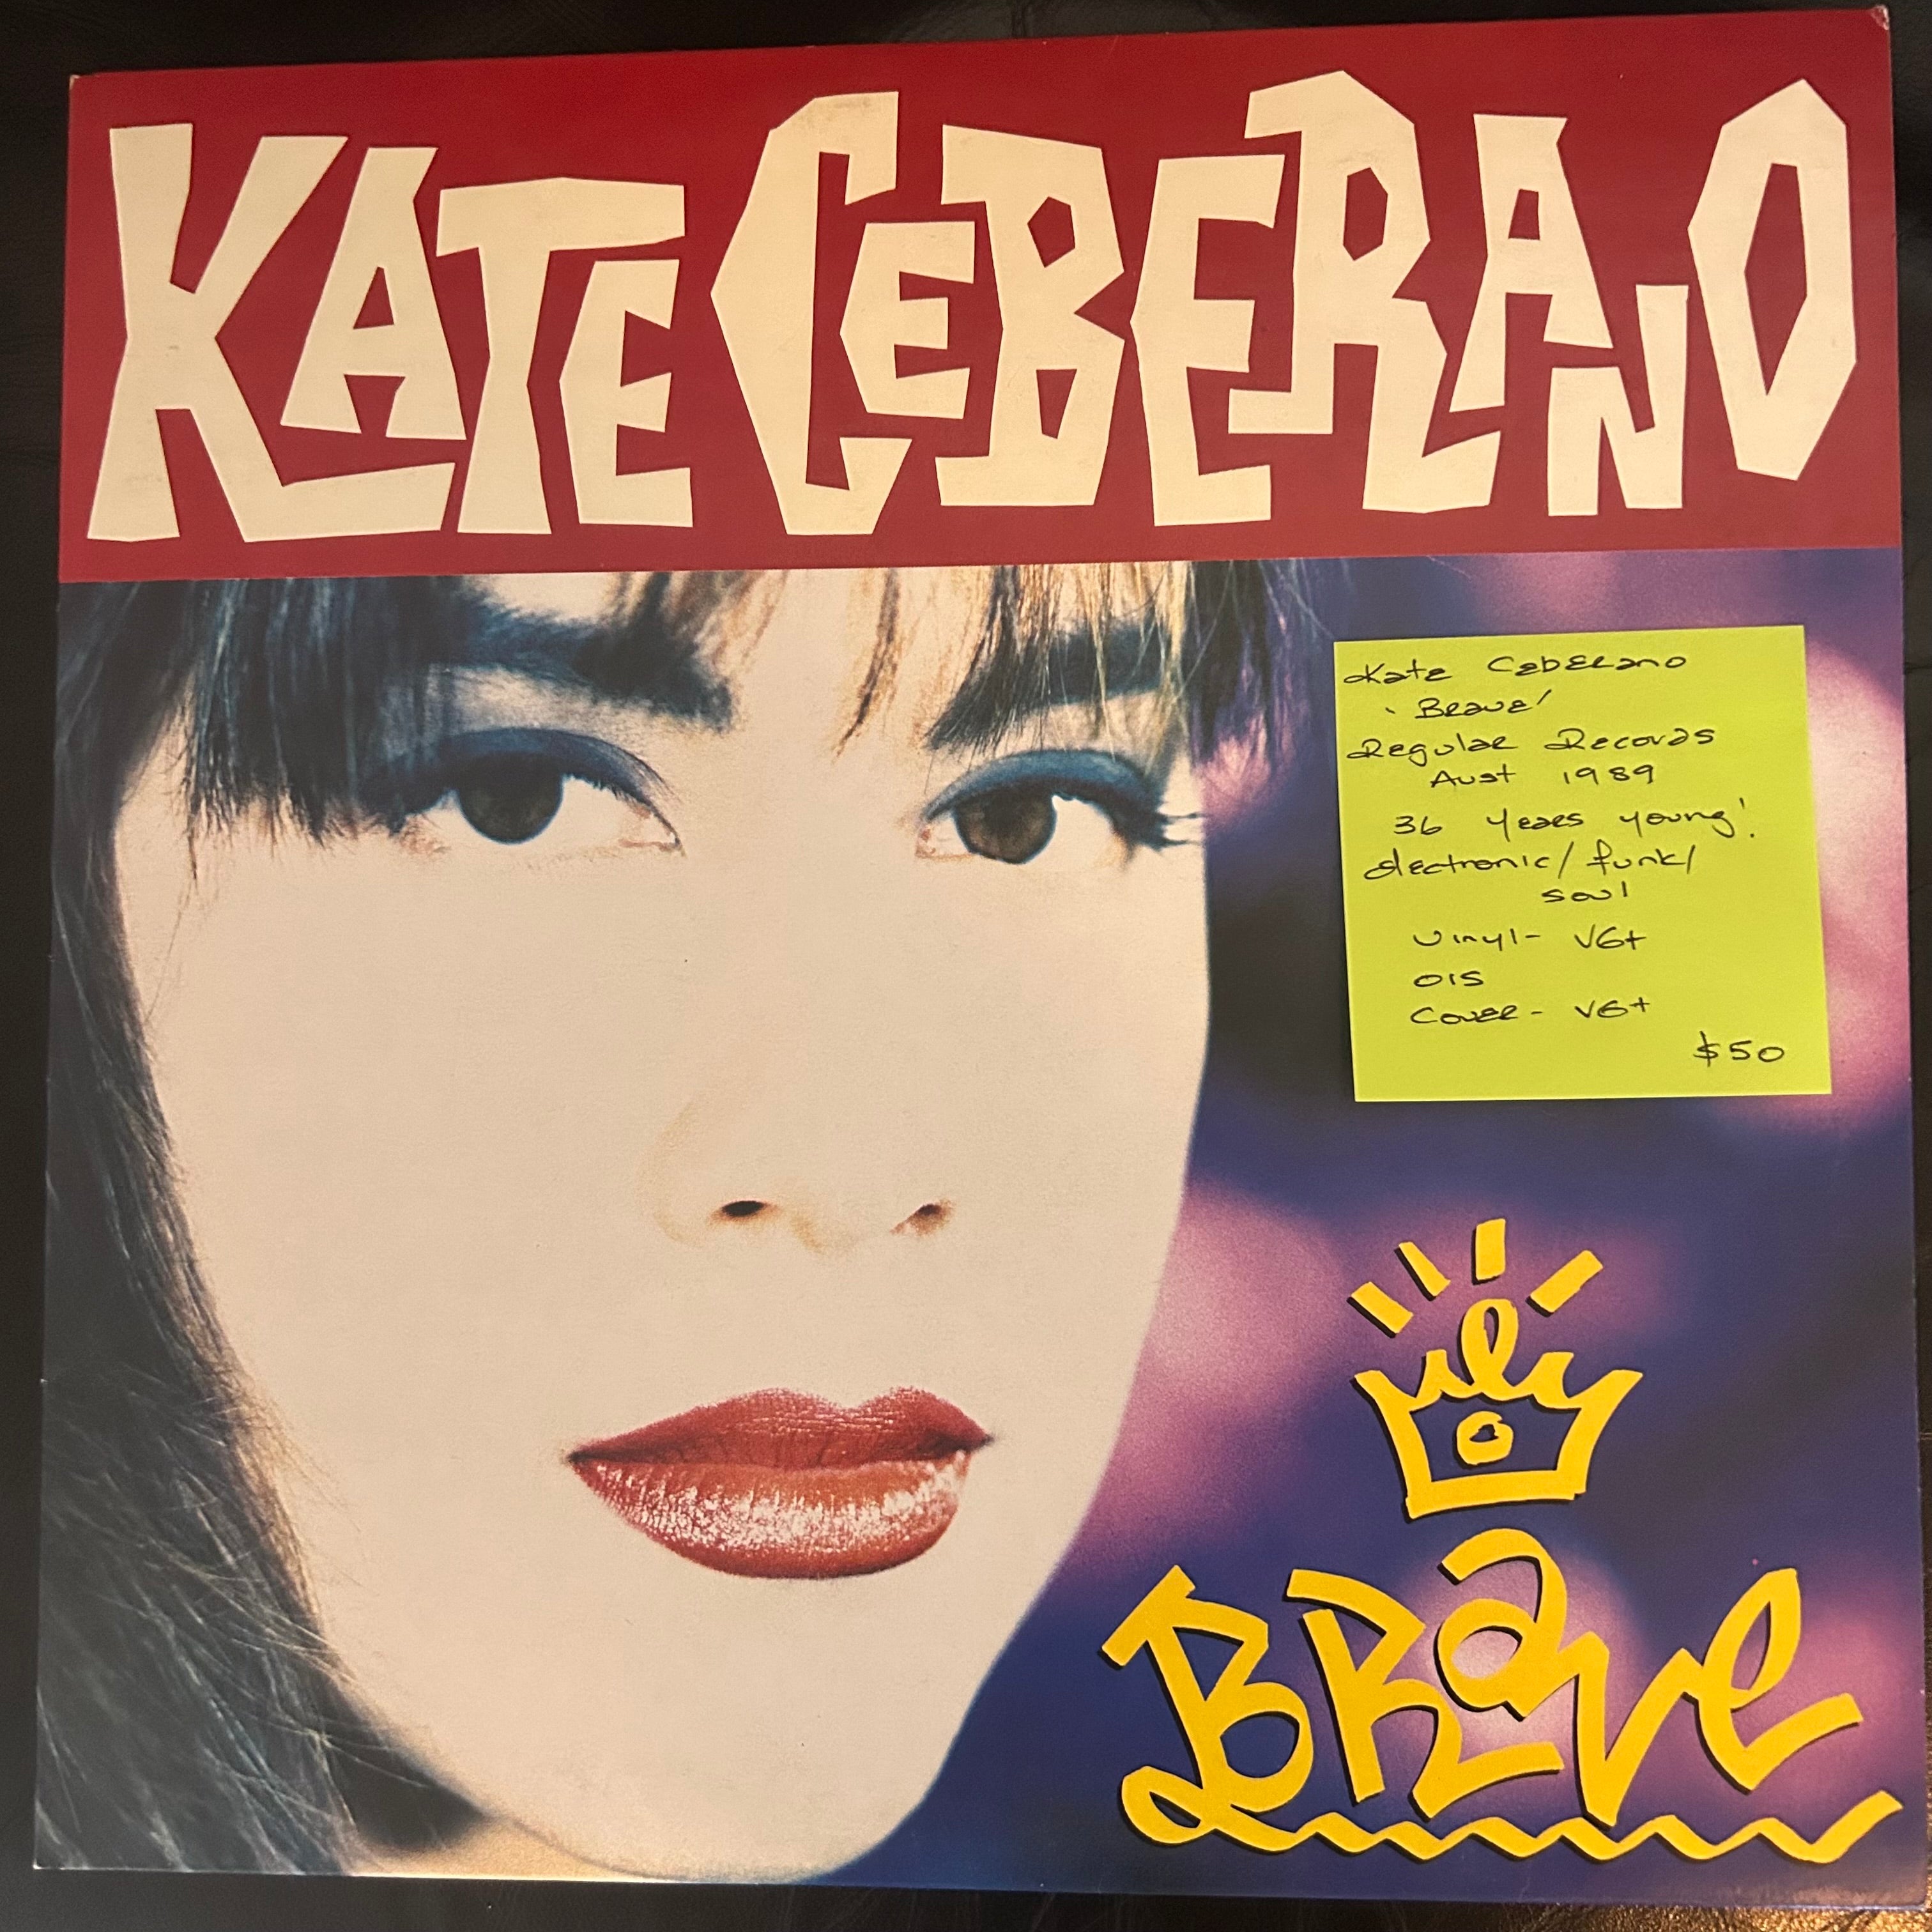 KATE CEBERANO
Kate Ceberano
'Brave'
Regular Records
Aust 1989
36 years young!
electronic/funk/
soul
Vinyl- VG+
OIS
Cover- VG+
$50
BRaVe